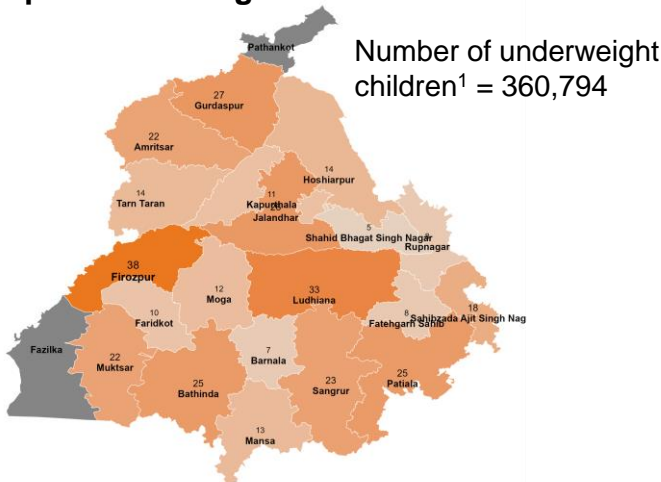 Pathankot
Number of underweight
children1 = 360,794
27
Gurdaspur
22
Amritsar
14
Hoshiarpur
14
Tarn Taran
11
Kapurthala
Jalandhar
5
Shahid Bhagat Singh Nagar
Rupnagar
38
Firozpur
12
Moga
33
Ludhiana
10
Faridkot
8
Fatehgarh Sahib
18
Sahibzada Ajit Singh Nag
Fazilka
22
Muktsar
7
Barnala
25
Bathinda
23
Sangrur
25
Patiala
13
Mansa